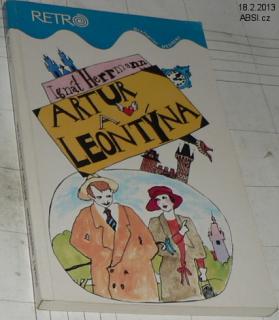 18.2.2013
ABSI.cz
RETRO
Ignát Herrmann
ARTUR
A
LEONTÝNA